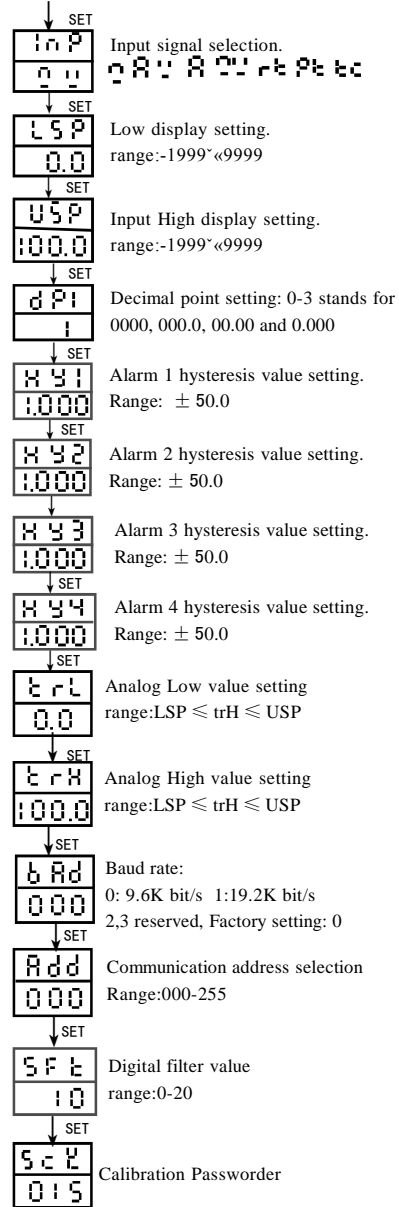 SET
InP Input signal selection.
SET
LSP Low display setting.
0.0 range:-1999ˇ«9999
SET
USP Input High display setting.
100.0 range:-1999ˇ«9999
SET
dP1 Decimal point setting: 0-3 stands for
1 0000, 000.0, 00.00 and 0.000
SET
HY1 Alarm 1 hysteresis value setting.
1.000 Range: ± 50.0
SET
HY2 Alarm 2 hysteresis value setting.
1.000 Range: ± 50.0
HY3 Alarm 3 hysteresis value setting.
1.000 Range: ± 50.0
SET
HY4 Alarm 4 hysteresis value setting.
1.000 Range: ± 50.0
SET
trL Analog Low value setting
0.0 range:LSP ≤ trH ≤ USP
SET
trH Analog High value setting
100.0 range:LSP ≤ trH ≤ USP
SET
bAd Baud rate:
000 0: 9.6K bit/s 1:19.2K bit/s
2,3 reserved, Factory setting: 0
SET
Add Communication address selection
000 Range:000-255
SET
SFt Digital filter value
10 range:0-20
SET
ScK Calibration Passworder
015